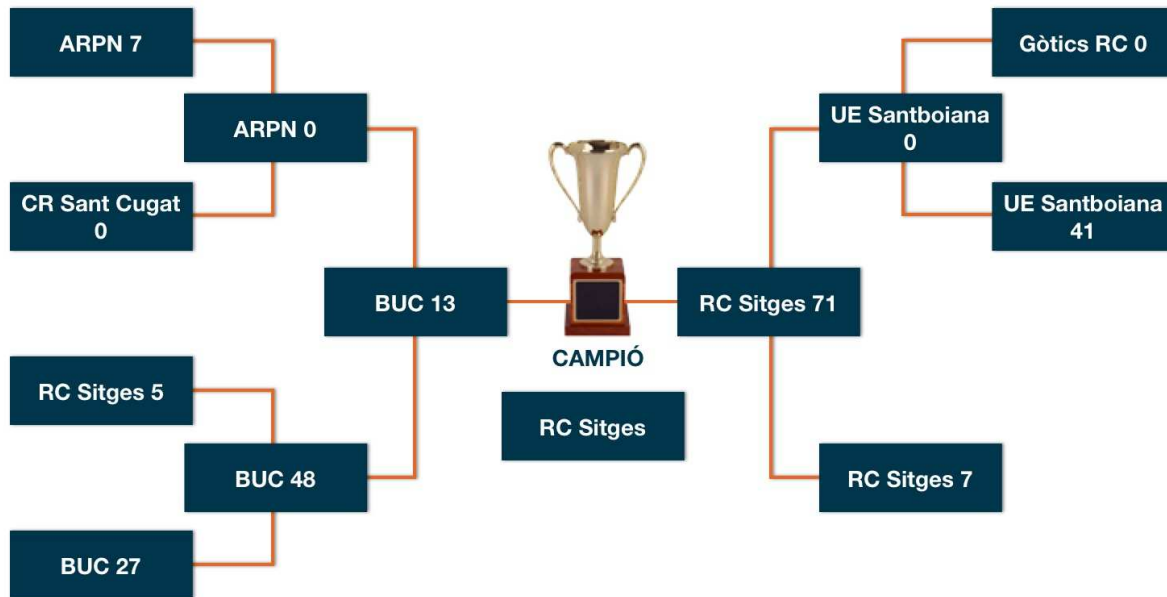 ARPN 7
Gòtics RC 0
ARPN 0
UE Santboiana
0
CR Sant Cugat
0
UE Santboiana
41
BUC 13
RC Sitges 71
CAMPIÓ
RC Sitges 5
RC Sitges
BUC 48
RC Sitges 7
BUC 27